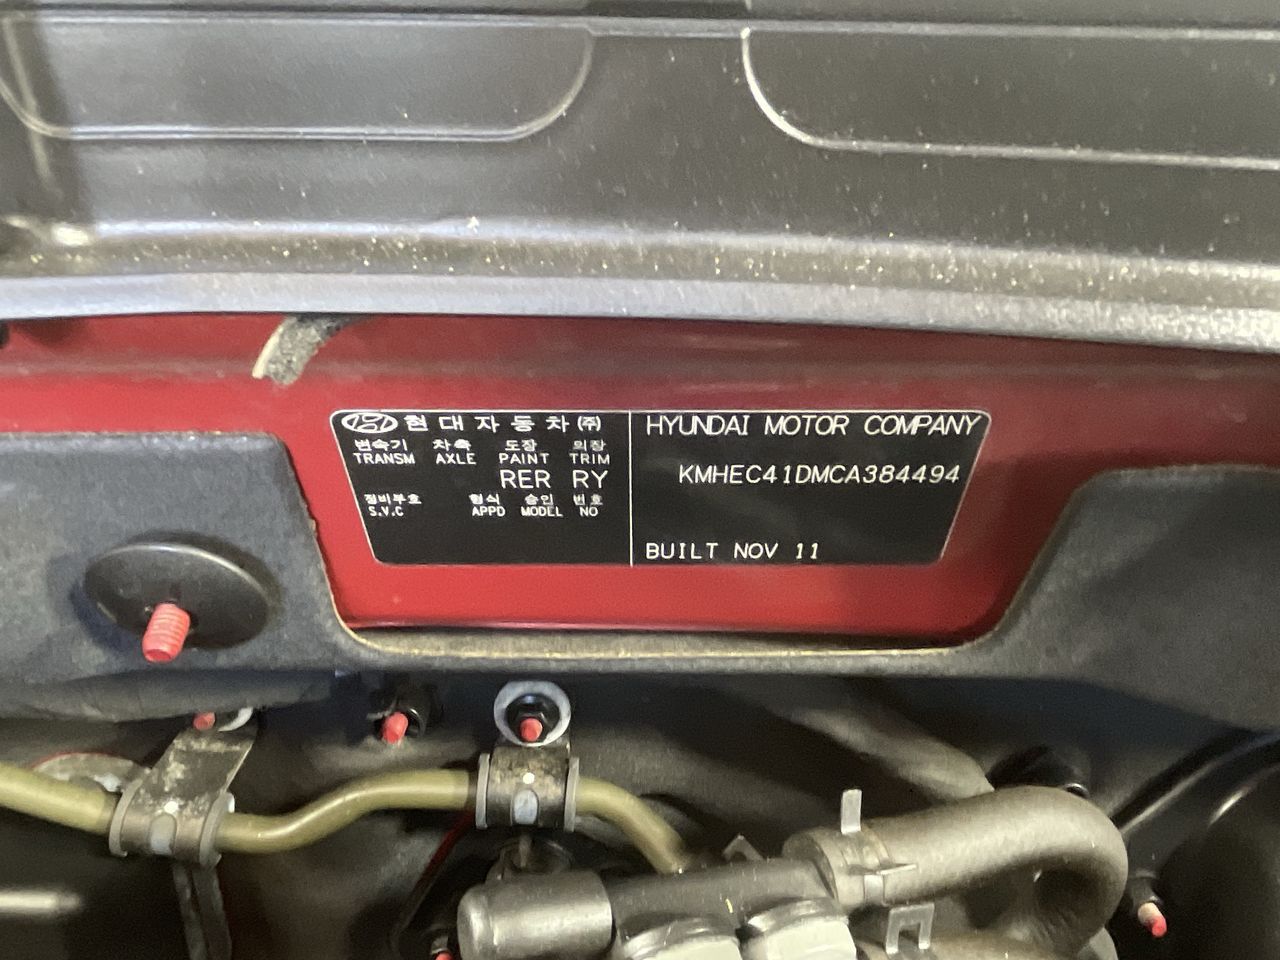 현대자동차(주)
변속기 차축 도장 의장
TRANSM AXLE PAINT TRIM
RER RY
정비부호 형식 승인 번호
S.V.C APPD MODEL NO
HYUNDAI MOTOR COMPANY
KMHEC41DMCA384494
BUILT NOV 11